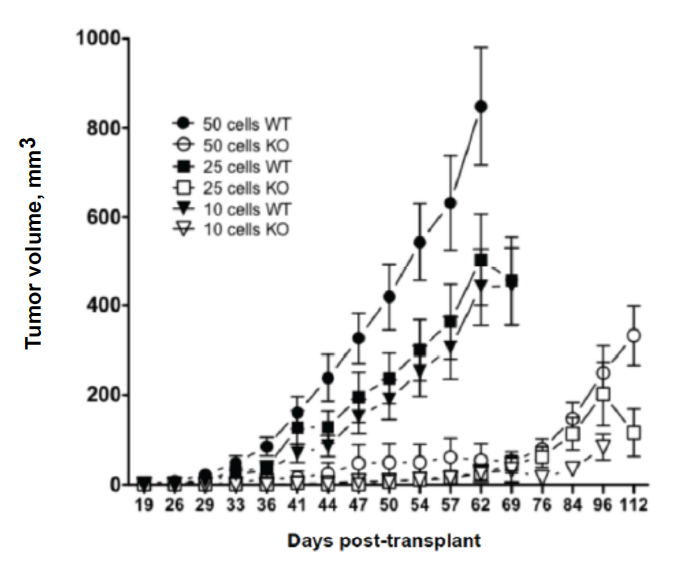 1000
800
600
400
200
0
Tumor volume, mm3
50 cells WT
50 cells KO
25 cells WT
25 cells KO
10 cells WT
10 cells KO
19 26 29 33 36 41 44 47 50 54 57 62 69 76 84 96 112
Days post-transplant